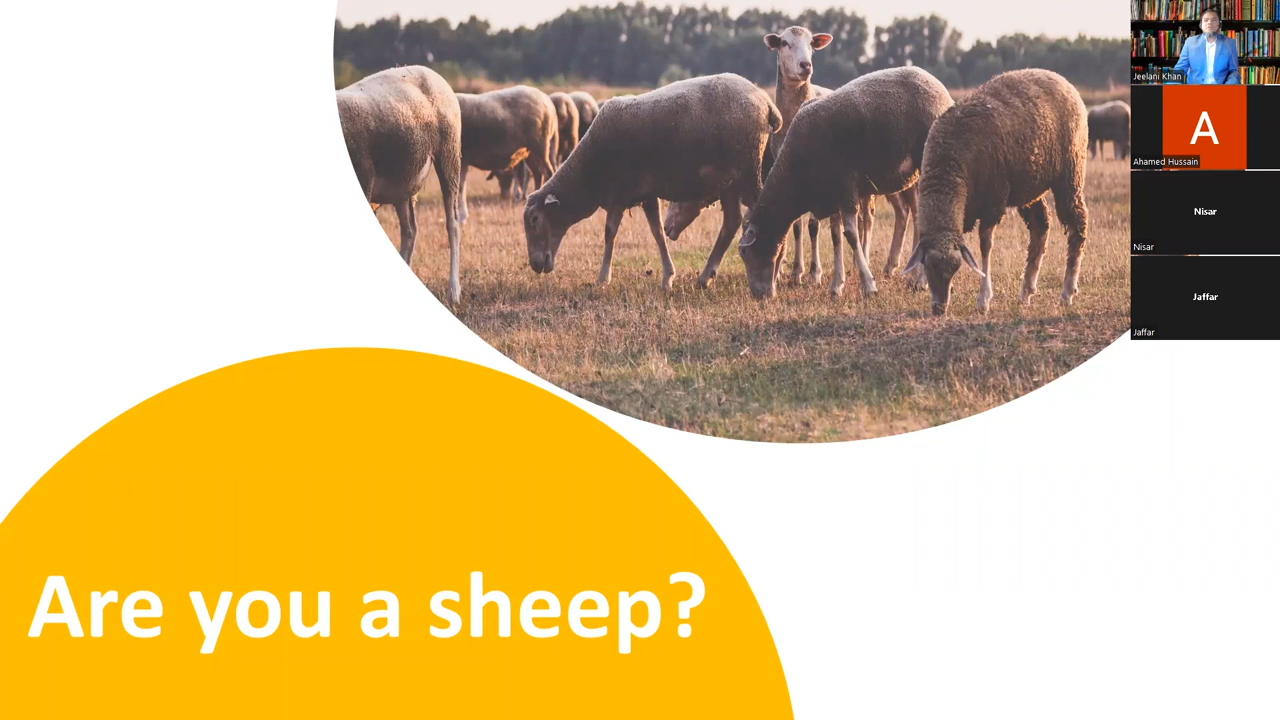 Jeelani Khan
A
Ahamed Hussain
Nisar
Nisar
Jaffar
Jaffar
Are you a sheep?